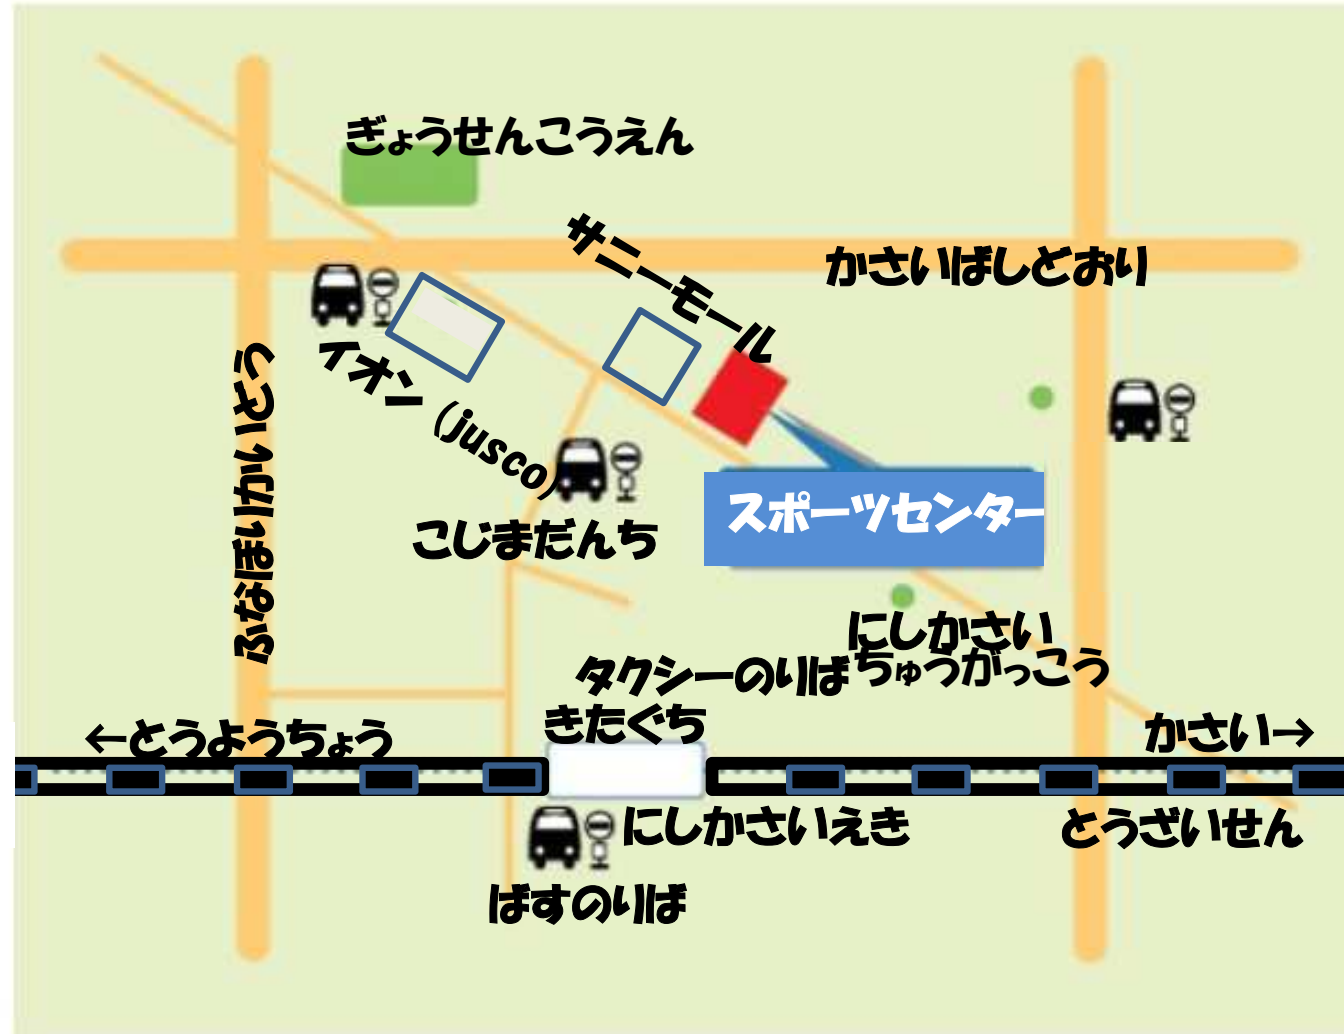 ぎょうせんこうえん
サニーモール
かさいばしどおり
イオン (jusco)
ふなぼりかいどう
こじまだんち
スポーツセンター
にしかさい
ちゅうがっこう
タクシーのりば
きたぐち
←とうようちょう
かさい→
にしかさいえき
とうざいせん
ばすのりば